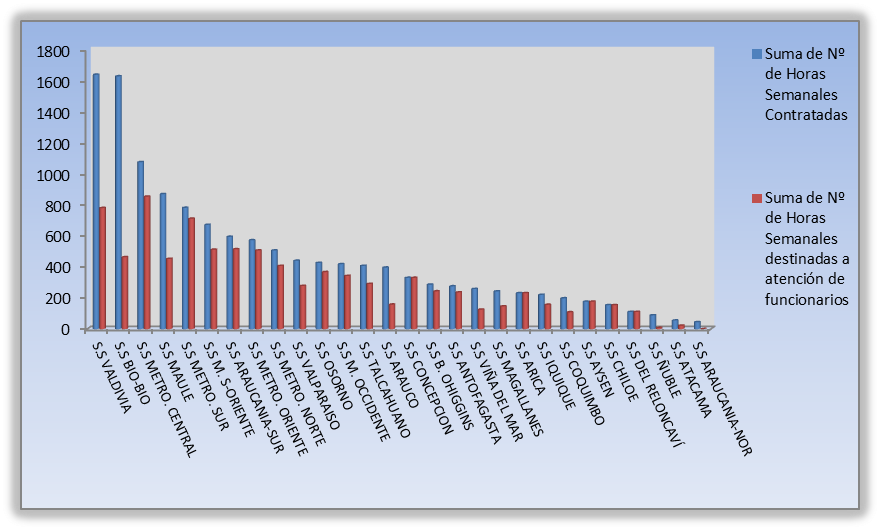 1800
1600
1400
1200
1000
800
600
400
200
0
S.S VALDIVIA
S.S BIO-BIO
S.S METRO. CENTRAL
S.S MAULE
S.S METRO. SUR
S.S M. S-ORIENTE
S.S ARAUCANIA-SUR
S.S METRO. ORIENTE
S.S METRO. NORTE
S.S VALPARAISO
S.S OSORNO
S.S M. OCCIDENTE
S.S TALCAHUANO
S.S ARAUCO
S.S CONCEPCION
S.S B. OHIGGINS
S.S ANTOFAGASTA
S.S VIÑA DEL MAR
S.S MAGALLANES
S.S ARICA
S.S IQUIQUE
S.S COQUIMBO
S.S AYSEN
S.S CHILOE
S.S DEL RELONCAVÍ
S.S ÑUBLE
S.S ATACAMA
S.S ARAUCANIA-NOR
Suma de Nº
de Horas
Semanales
Contratadas
Suma de Nº
de Horas
Semanales
destinadas a
atención de
funcionarios